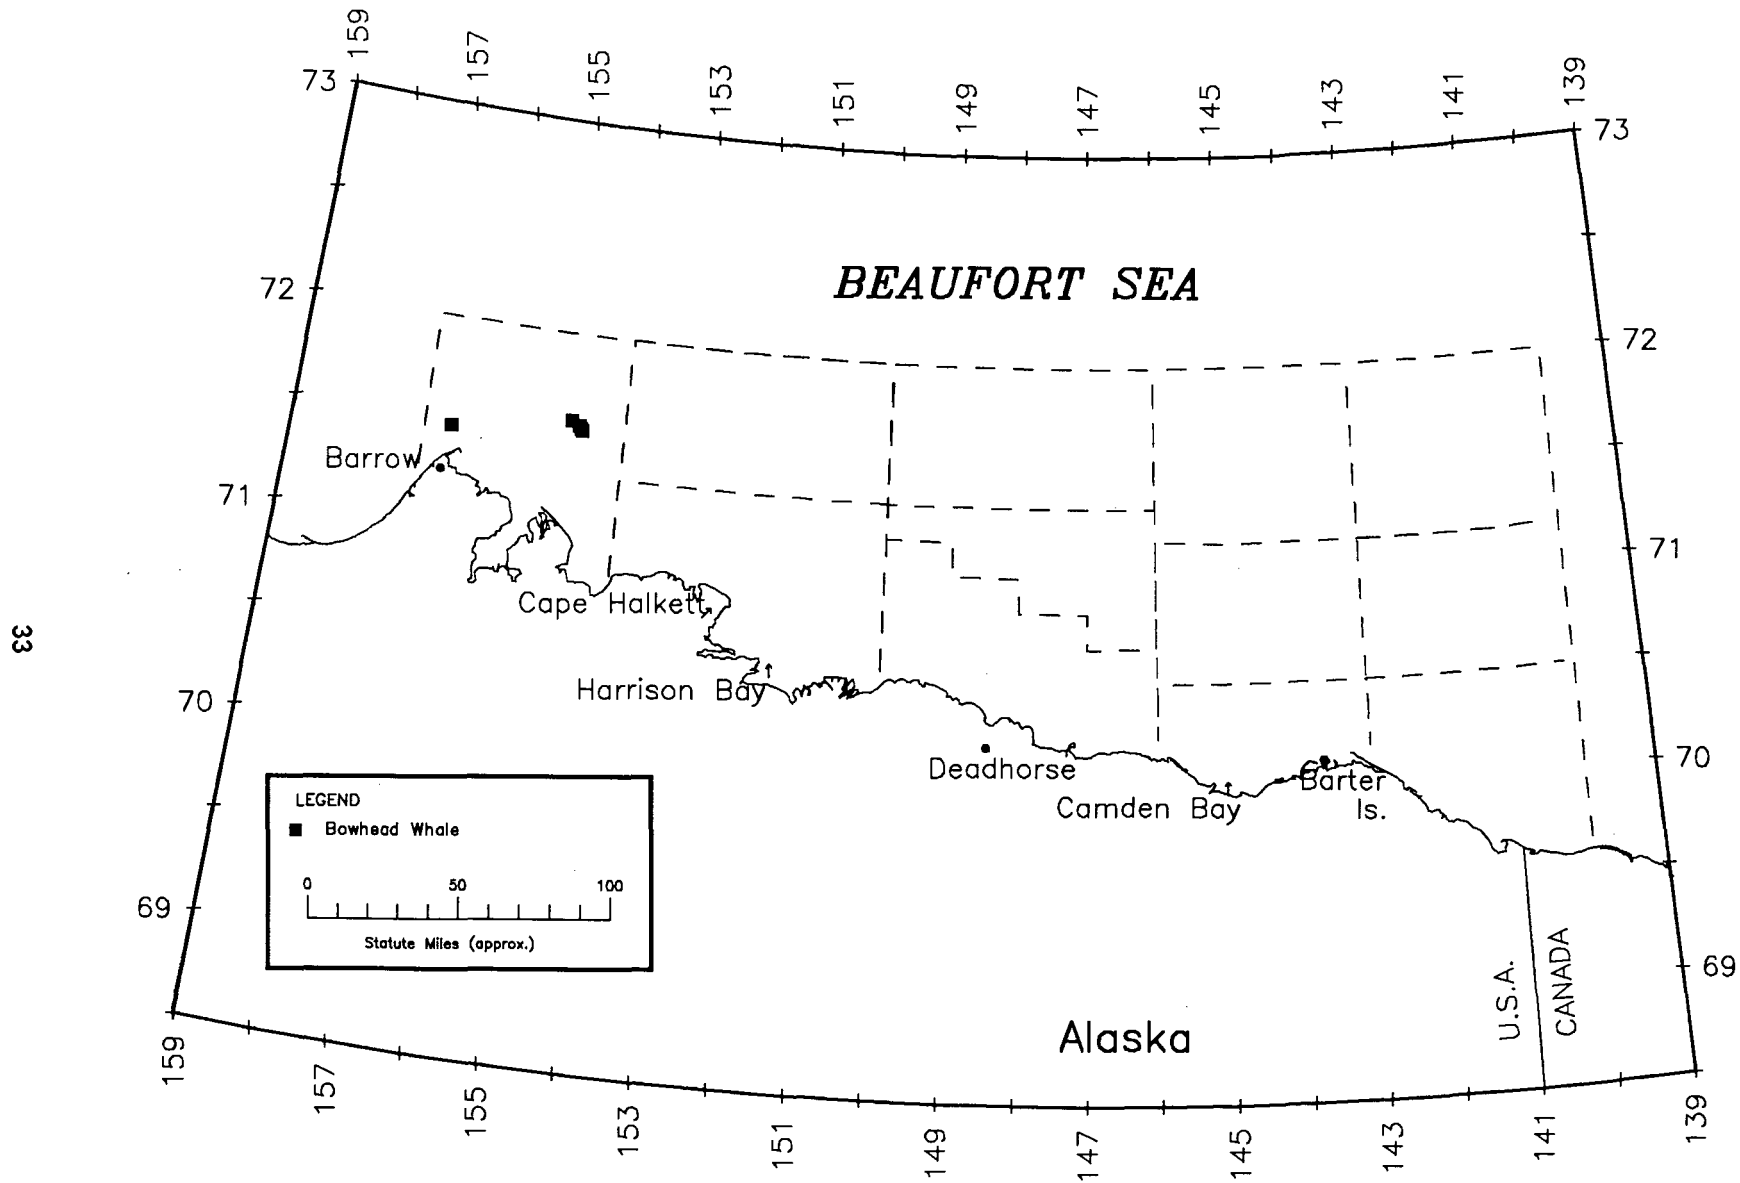 159
157
155
153
151
149
147
145
143
141
139
73
73
72
72
BEAUFORT SEA
Barrow
71
71
Cape Halkett
33
Harrison Bay
70
70
Deadhorse
Barter
Is.
Camden Bay
LEGEND
Bowhead Whale
0 50 100
Statute Miles (approx.)
69
69
U.S.A.
CANADA
Alaska
159
157
155
153
151
149
147
145
143
141
139